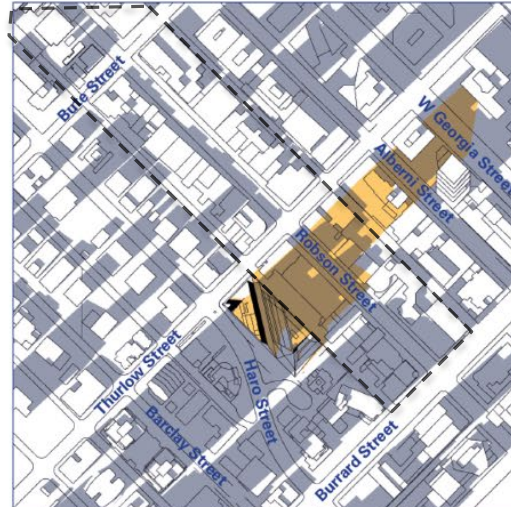 Bute Street
W Georgia Street
Alberni Street
Robson Street
Thurlow Street
Haro Street
Barclay Street
Burrard Street